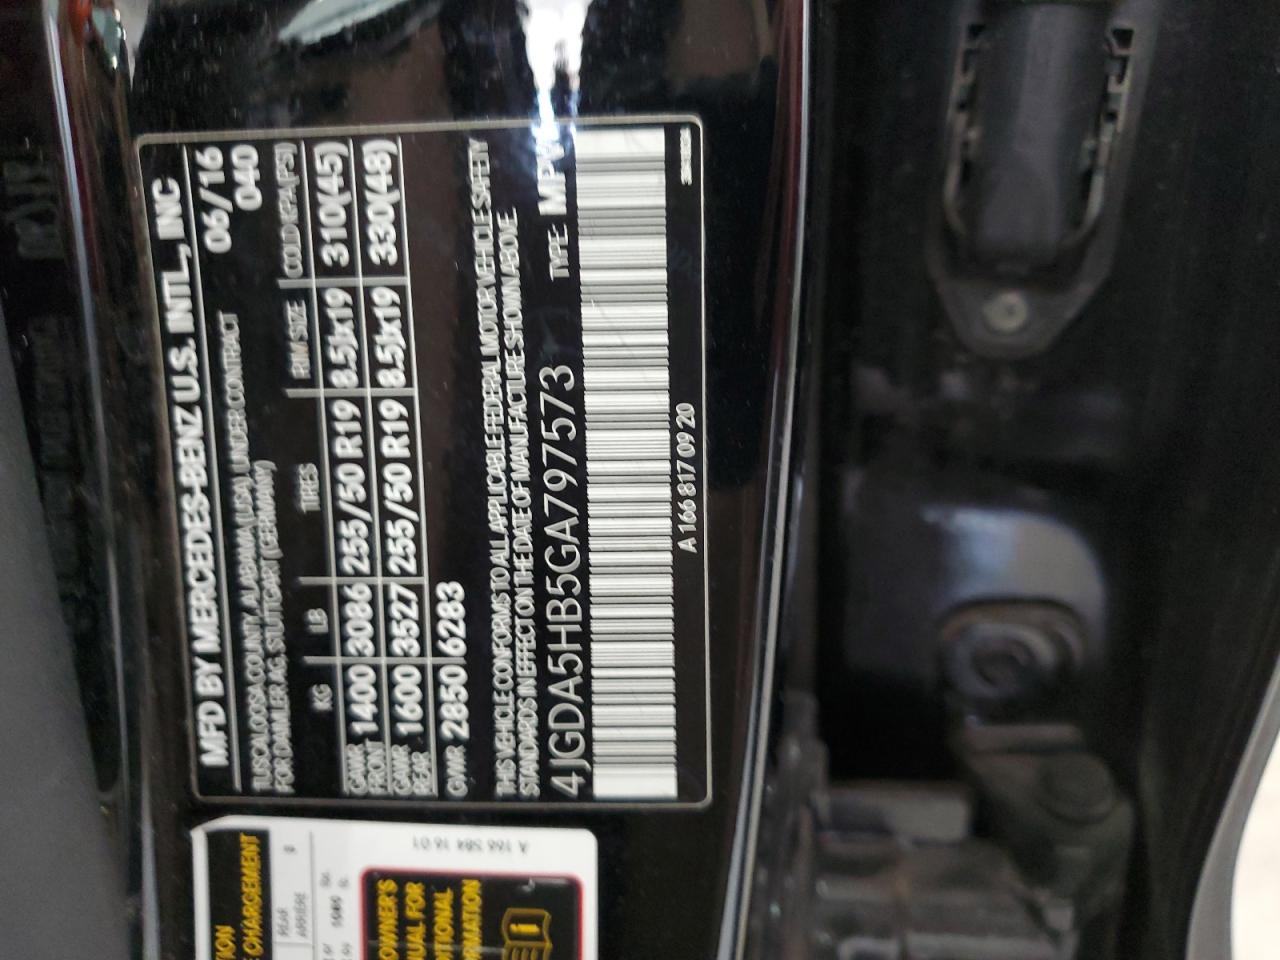 MFD BY MERCEDES-BENZ U.S. INTL., INC
06/16
TUSCALOOSA COUNTY, ALABAMA (USA), UNDER CONTRACT
040
FOR DAIMLER AG, STUTTGART (GERMANY)
KG LB TIRES RIM SIZE COLD KPA(PSI)
GAWR FRONT 1400 3086 255/50 R19 8.5Jx19 310(45)
GAWR REAR 1600 3527 255/50 R19 8.5Jx19 330(48)
GVWR 2850 6283
THIS VEHICLE CONFORMS TO ALL APPLICABLE FEDERAL MOTOR VEHICLE SAFETY
STANDARDS IN EFFECT ON THE DATE OF MANUFACTURE SHOWN ABOVE
4JGDA5HB5GA797573 TYPE: MPV
A 166 817 09 20
A 166 584 16 01
CHARGEMENT
REAR
ARRIÈRE
OWNER'S